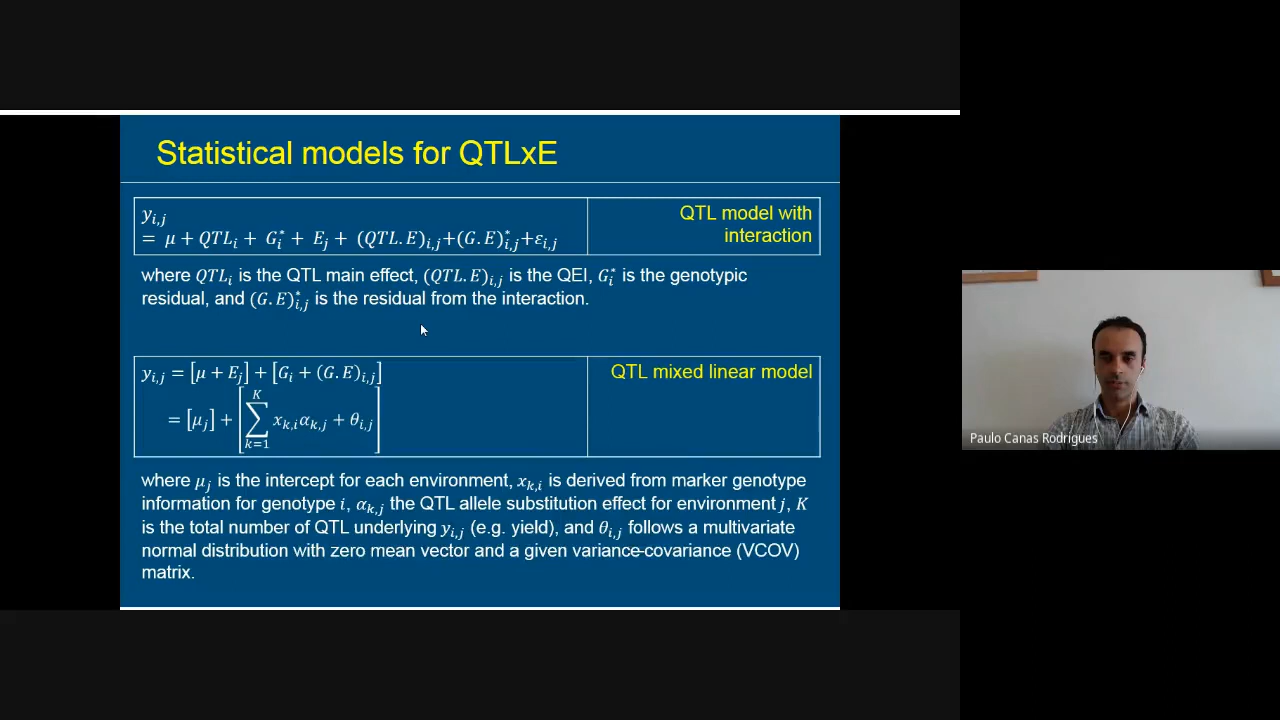 Statistical models for QTLxE
y_{i,j}
= μ + QTL_i + G_i^* + E_j + (QTL.E)_{i,j}+(G.E)_{i,j}^*+ε_{i,j}
QTL model with
interaction
where QTL_i is the QTL main effect, (QTL.E)_{i,j} is the QEI, G_i^* is the genotypic
residual, and (G.E)_{i,j}^* is the residual from the interaction.
y_{i,j} = [μ + E_j] + [G_i + (G.E)_{i,j}]
= [μ_j] + [∑_{k=1}^{K} x_{k,i}α_{k,j} + θ_{i,j}]
QTL mixed linear model
where μ_j is the intercept for each environment, x_{k,i} is derived from marker genotype
information for genotype i, α_{k,j} the QTL allele substitution effect for environment j, K
is the total number of QTL underlying y_{i,j} (e.g. yield), and θ_{i,j} follows a multivariate
normal distribution with zero mean vector and a given variance-covariance (VCOV)
matrix.
Paulo Canas Rodrigues